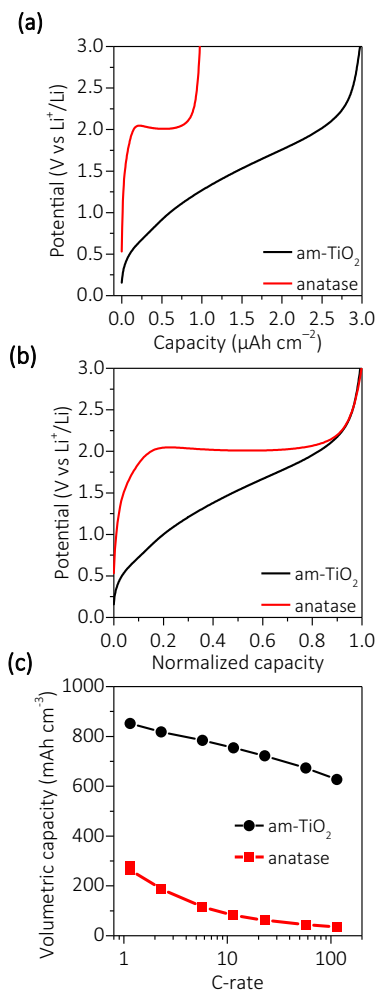 (a)
3.0
2.5
2.0
1.5
1.0
0.5
0.0
Potential (V vs Li⁺/Li)
am-TiO₂
anatase
0.0 0.5 1.0 1.5 2.0 2.5 3.0
Capacity (µAh cm⁻²)
(b)
3.0
2.5
2.0
1.5
1.0
0.5
0.0
Potential (V vs Li⁺/Li)
am-TiO₂
anatase
0.0 0.2 0.4 0.6 0.8 1.0
Normalized capacity
(c)
1000
800
600
400
200
0
Volumetric capacity (mAh cm⁻³)
am-TiO₂
anatase
1 10 100
C-rate